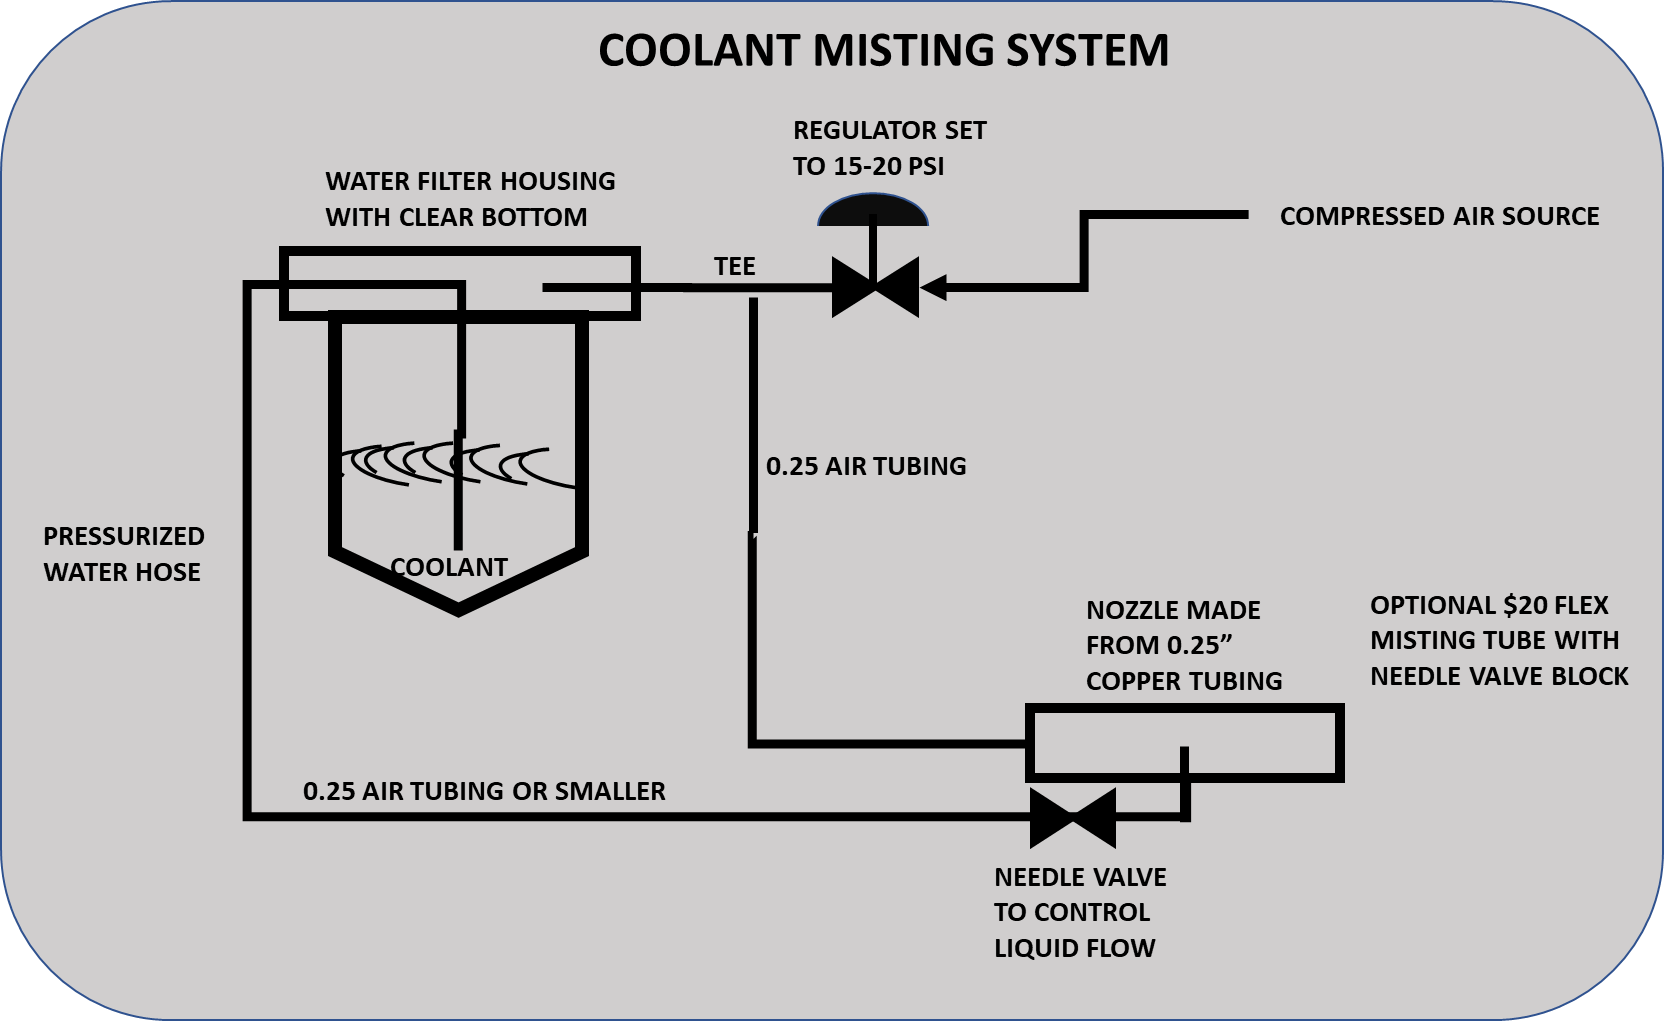 COOLANT MISTING SYSTEM
REGULATOR SET
TO 15-20 PSI
WATER FILTER HOUSING
WITH CLEAR BOTTOM
COMPRESSED AIR SOURCE
TEE
0.25 AIR TUBING
PRESSURIZED
WATER HOSE
COOLANT
NOZZLE MADE
FROM 0.25”
COPPER TUBING
OPTIONAL $20 FLEX
MISTING TUBE WITH
NEEDLE VALVE BLOCK
0.25 AIR TUBING OR SMALLER
NEEDLE VALVE
TO CONTROL
LIQUID FLOW